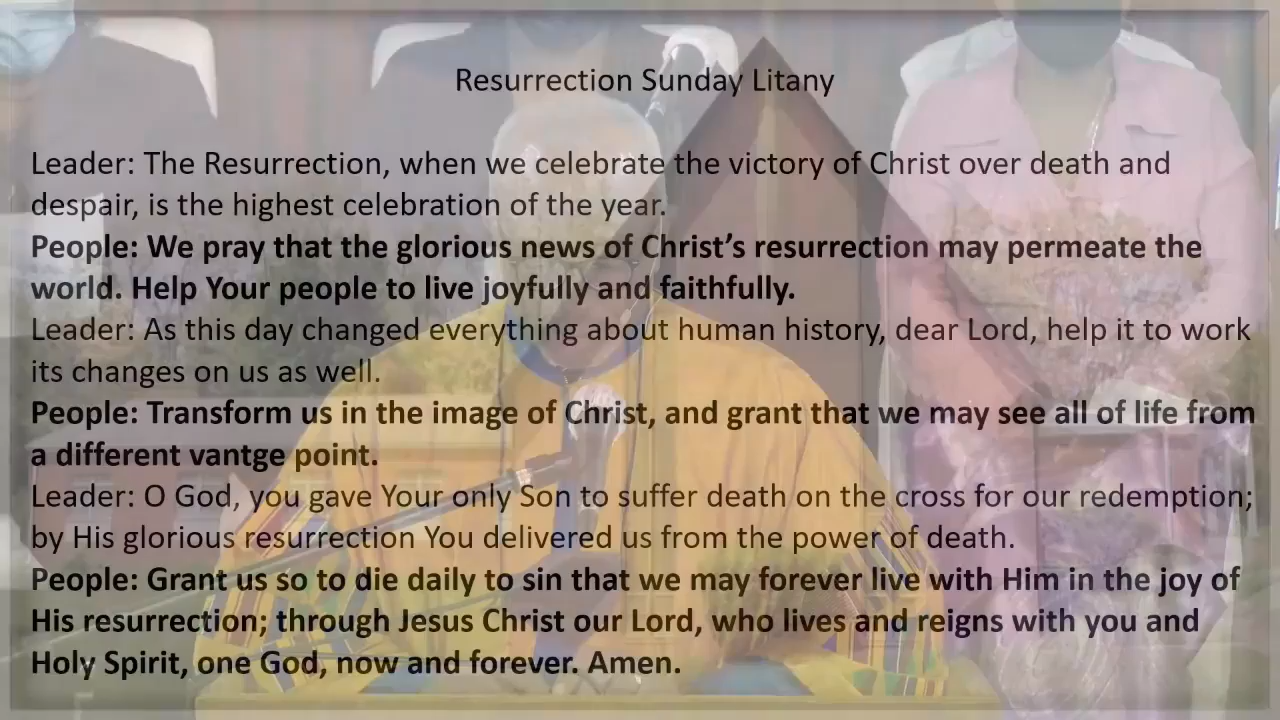 Resurrection Sunday Litany
Leader: The Resurrection, when we celebrate the victory of Christ over death and
despair, is the highest celebration of the year.
People: We pray that the glorious news of Christ’s resurrection may permeate the
world. Help Your people to live joyfully and faithfully.
Leader: As this day changed everything about human history, dear Lord, help it to work
its changes on us as well.
People: Transform us in the image of Christ, and grant that we may see all of life from
a different vantge point.
Leader: O God, you gave Your only Son to suffer death on the cross for our redemption;
by His glorious resurrection You delivered us from the power of death.
People: Grant us so to die daily to sin that we may forever live with Him in the joy of
His resurrection; through Jesus Christ our Lord, who lives and reigns with you and
Holy Spirit, one God, now and forever. Amen.